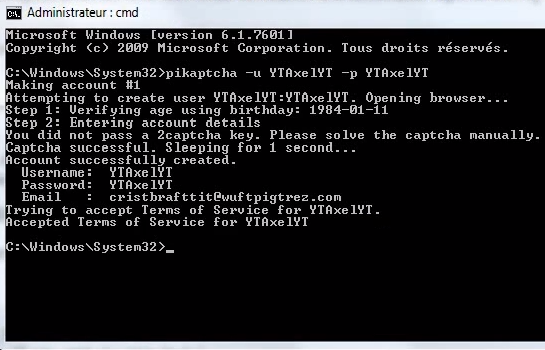 Administrateur : cmd
Microsoft Windows [version 6.1.7601]
Copyright (c) 2009 Microsoft Corporation. Tous droits réservés.
C:\Windows\System32>pikaptcha -u YTAxelYT -p YTAxelYT
Making account #1
Attempting to create user YTAxelYT:YTAxelYT. Opening browser...
Step 1: Verifying age using birthday: 1984-01-11
Step 2: Entering account details
You did not pass a 2captcha key. Please solve the captcha manually.
Captcha successful. Sleeping for 1 second...
Account successfully created.
Username: YTAxelYT
Password: YTAxelYT
Email : cristbrafttit@wuftpigtrez.com
Trying to accept Terms of Service for YTAxelYT.
Accepted Terms of Service for YTAxelYT
C:\Windows\System32>_